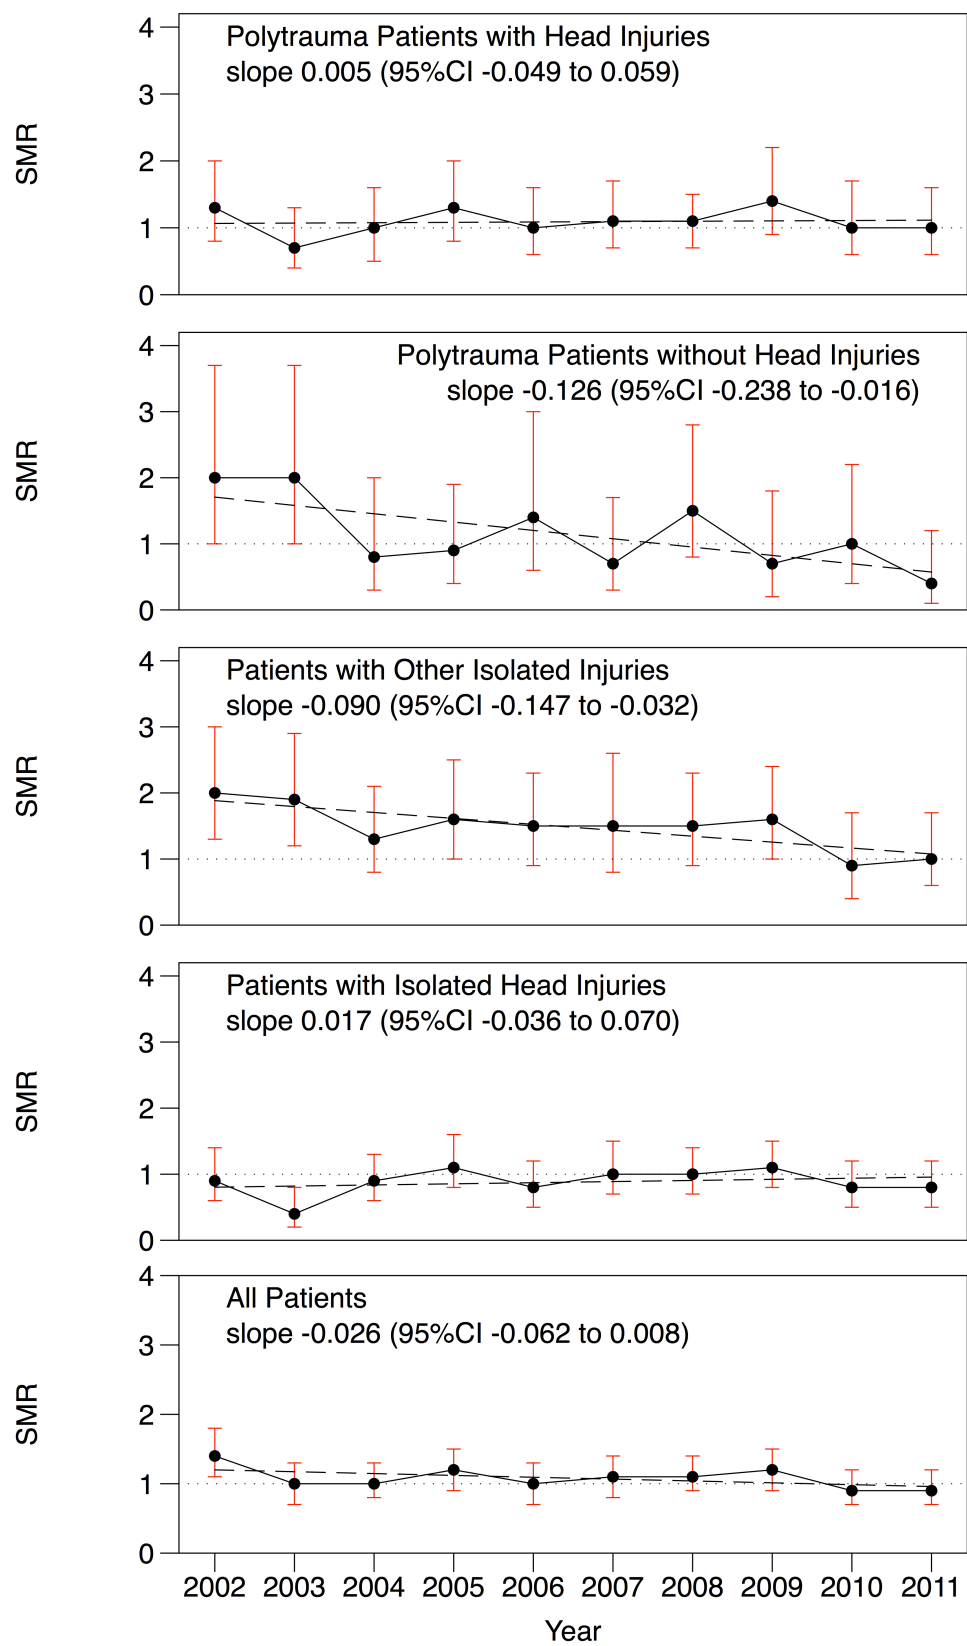 Polytrauma Patients with Head Injuries
slope 0.005 (95%CI -0.049 to 0.059)
SMR
4
3
2
1
0
Polytrauma Patients without Head Injuries
slope -0.126 (95%CI -0.238 to -0.016)
SMR
4
3
2
1
0
Patients with Other Isolated Injuries
slope -0.090 (95%CI -0.147 to -0.032)
SMR
4
3
2
1
0
Patients with Isolated Head Injuries
slope 0.017 (95%CI -0.036 to 0.070)
SMR
4
3
2
1
0
All Patients
slope -0.026 (95%CI -0.062 to 0.008)
SMR
4
3
2
1
0
2002 2003 2004 2005 2006 2007 2008 2009 2010 2011
Year